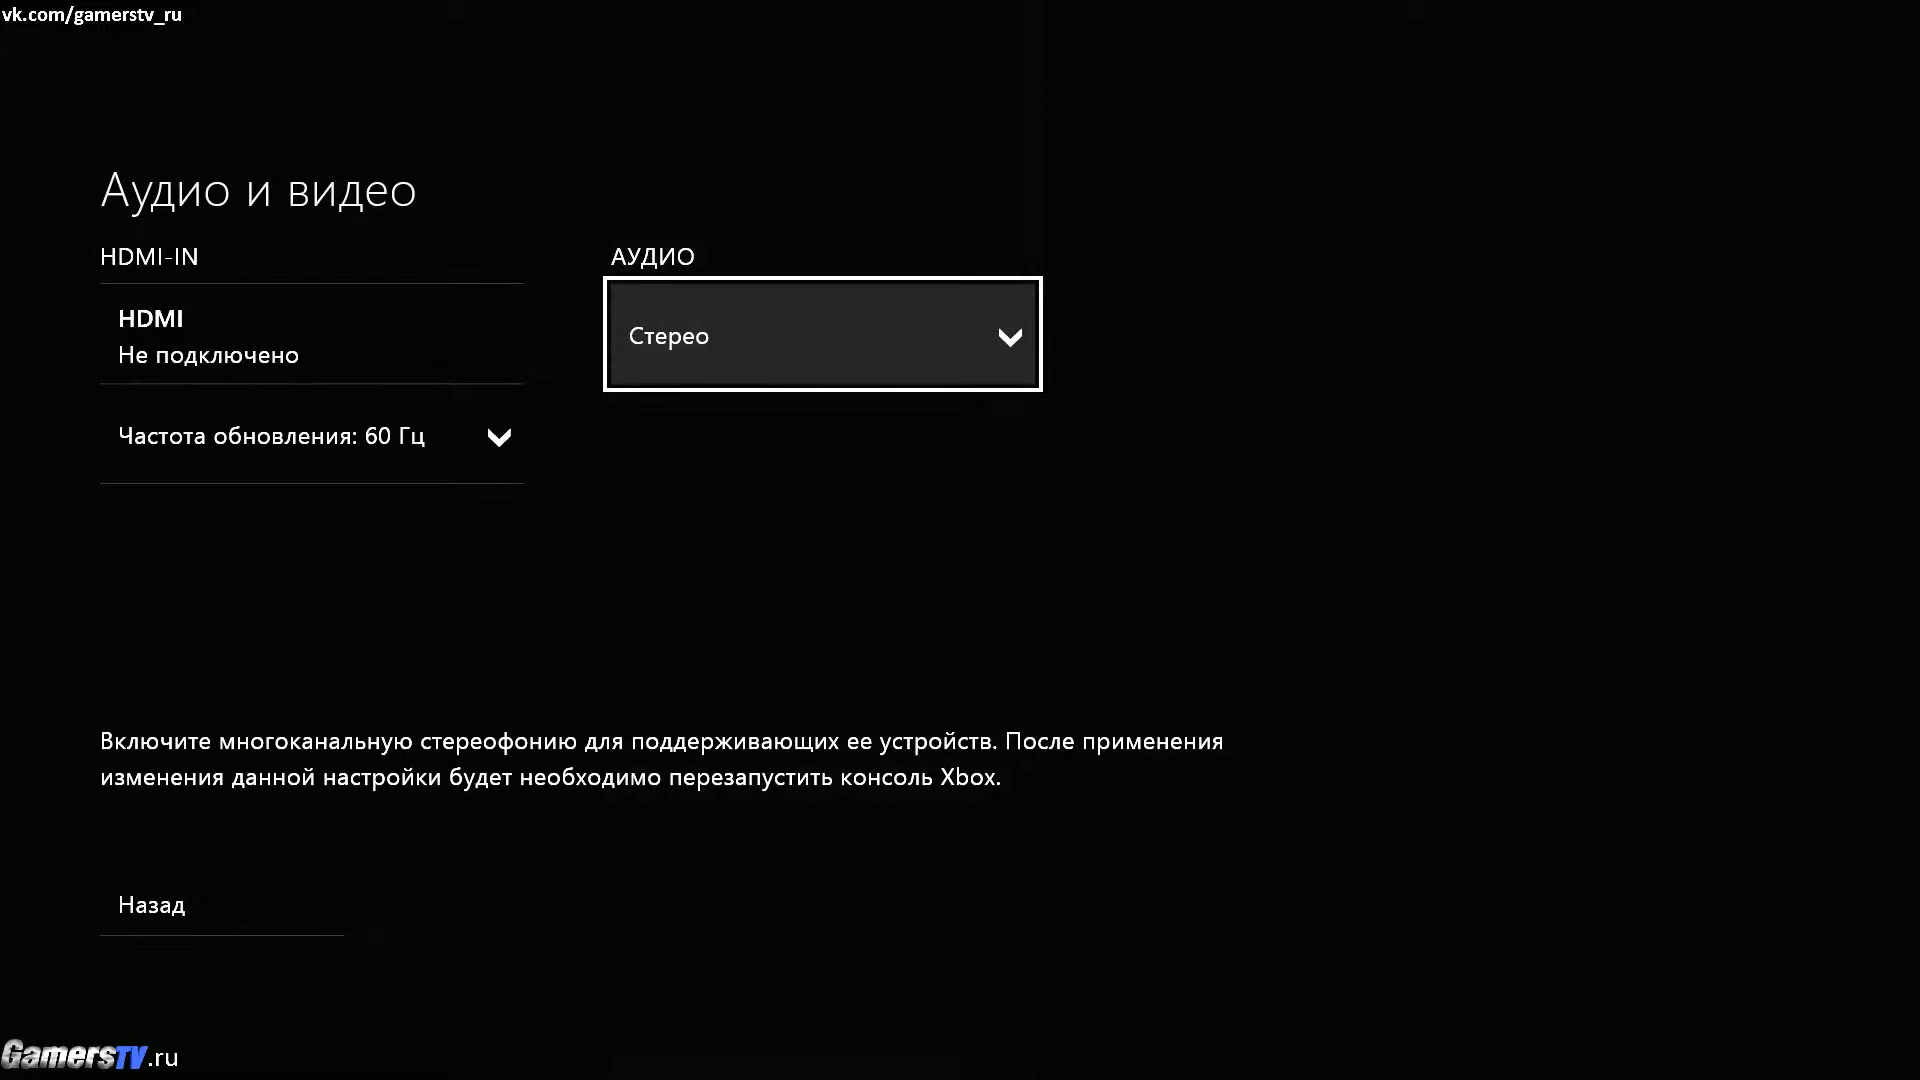 vk.com/gamerstv_ru
Аудио и видео
HDMI-IN
HDMI
Не подключено
Частота обновления: 60 Гц
АУДИО
Стерео
Включите многоканальную стереофонию для поддерживающих ее устройств. После применения
изменения данной настройки будет необходимо перезапустить консоль Xbox.
Назад
GamersTV.ru